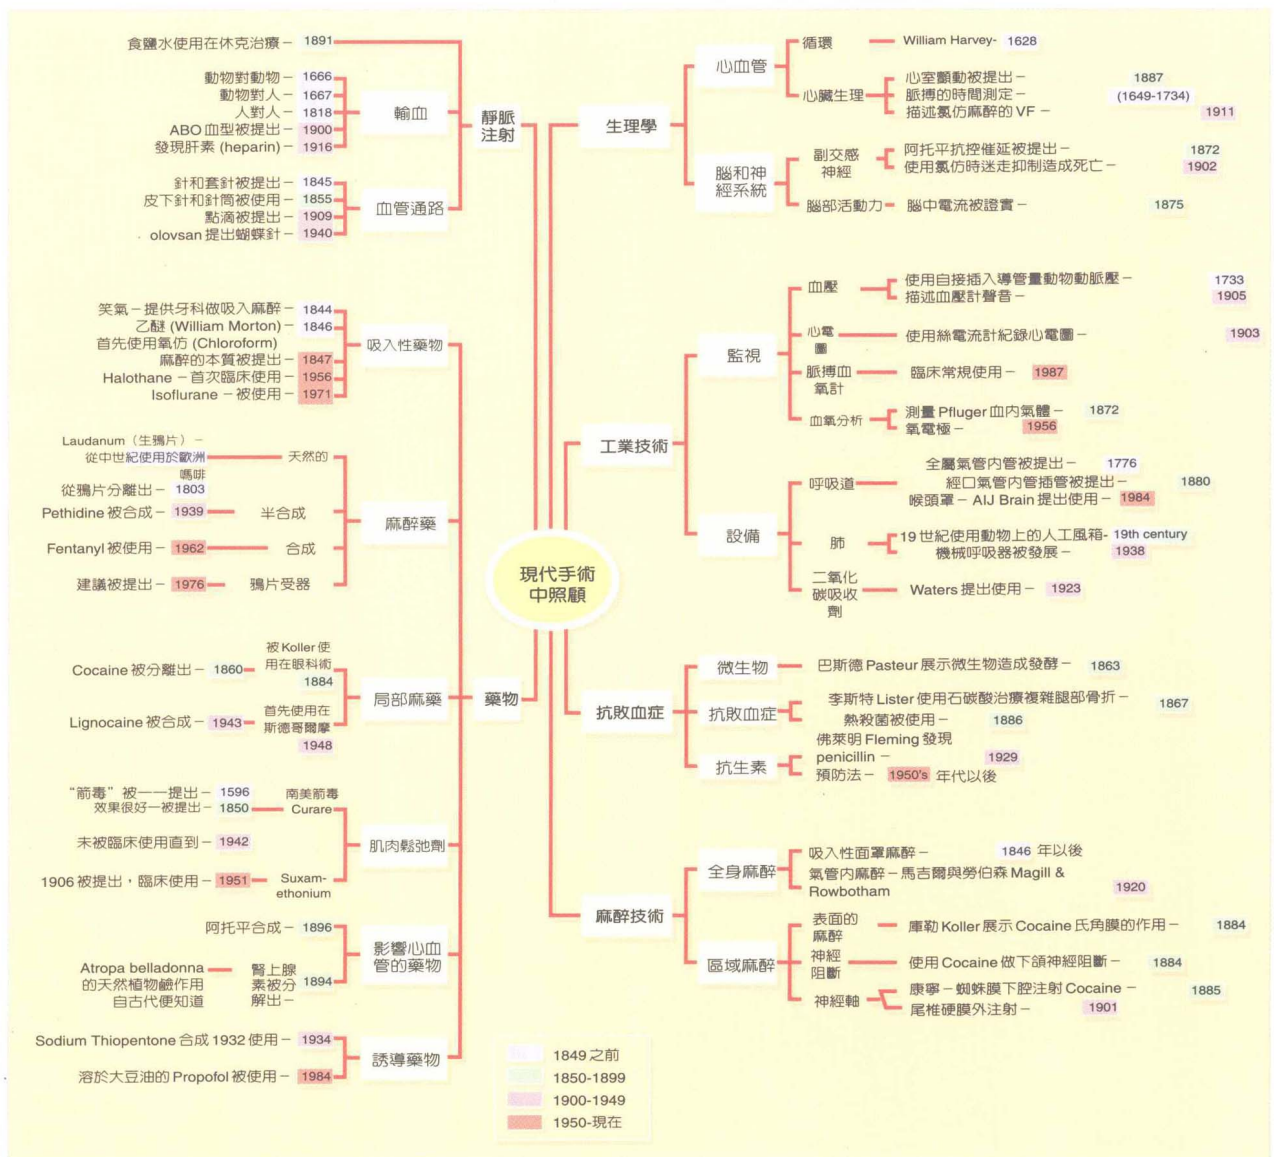 食鹽水使用在休克治療－ 1891
動物對動物－ 1666
動物對人－ 1667
人對人－ 1818
ABO 血型被提出－ 1900
發現肝素 (heparin) － 1916
輸血
針和套針被提出－ 1845
皮下針和針筒被使用－ 1855
點滴被提出－ 1909
olovsan 提出蝴蝶針－ 1940
血管通路
靜脈
注射
笑氣－提供牙科做吸入麻醉－ 1844
乙醚 (William Morton)－ 1846
首先使用氧仿 (Chloroform)
麻醉的本質被提出－ 1847
Halothane －首次臨床使用－ 1956
Isoflurane －被使用－ 1971
吸入性藥物
Laudanum（生鴉片）－
從中世紀使用於歐洲
天然的
嗎啡
從鴉片分離出－ 1803
Pethidine 被合成－ 1939
半合成
Fentanyl 被使用－ 1962
合成
建議被提出－ 1976
鴉片受器
麻醉藥
Cocaine 被分離出－ 1860
被 Koller 使
用在眼科術
1884
Lignocaine 被合成－ 1943
首先使用在
斯德哥爾摩
1948
局部麻藥
藥物
“箭毒”被一一提出－ 1596
效果很好一被提出－ 1850
南美箭毒
Curare
未被臨床使用直到－ 1942
1906 被提出，臨床使用－ 1951
Suxam-
ethonium
肌肉鬆弛劑
阿托平合成－ 1896
Atropa belladonna
的天然植物鹼作用
自古代便知道
腎上腺
素被分
解出－
1894
影響心血
管的藥物
Sodium Thiopentone 合成 1932 使用－ 1934
溶於大豆油的 Propofol 被使用－ 1984
誘導藥物
現代手術
中照顧
1849 之前
1850-1899
1900-1949
1950-現在
生理學
心血管
循環
William Harvey- 1628
心臟生理
心室顫動被提出－ 1887
脈搏的時間測定－ (1649-1734)
描述氯仿麻醉的 VF－ 1911
腦和神
經系統
副交感
神經
阿托平抗控催延被提出－ 1872
使用氯仿時迷走抑制造成死亡－ 1902
腦部活動力
腦中電流被證實－ 1875
工業技術
監視
血壓
使用自接插入導管量動物動脈壓－ 1733
描述血壓計聲音－ 1905
心電
圖
使用絲電流計紀錄心電圖－ 1903
脈搏血
氧計
臨床常規使用－ 1987
血氧分析
測量 Pfluger 血內氣體－ 1872
氧電極－ 1956
設備
呼吸道
全屬氣管內管被提出－ 1776
經口氣管內管插管被提出－ 1880
喉頭罩－ AIJ Brain 提出使用－ 1984
肺
19 世紀使用動物上的人工風箱- 19th century
機械呼吸器被發展－ 1938
二氧化
碳吸收
劑
Waters 提出使用－ 1923
抗敗血症
微生物
巴斯德 Pasteur 展示微生物造成發酵－ 1863
抗敗血症
李斯特 Lister 使用石碳酸治療複雜腿部骨折－ 1867
熱殺菌被使用－ 1886
抗生素
佛萊明 Fleming 發現
penicillin － 1929
預防法－ 1950's 年代以後
麻醉技術
全身麻醉
吸入性面罩麻醉－ 1846 年以後
氣管內麻醉－馬吉爾與勞伯森 Magill &
Rowbotham 1920
區域麻醉
表面的
麻醉
庫勒 Koller 展示 Cocaine 氏角膜的作用－ 1884
神經
阻斷
使用 Cocaine 做下頜神經阻斷－ 1884
神經軸
康寧－蜘蛛膜下腔注射 Cocaine－ 1885
尾椎硬膜外注射－ 1901